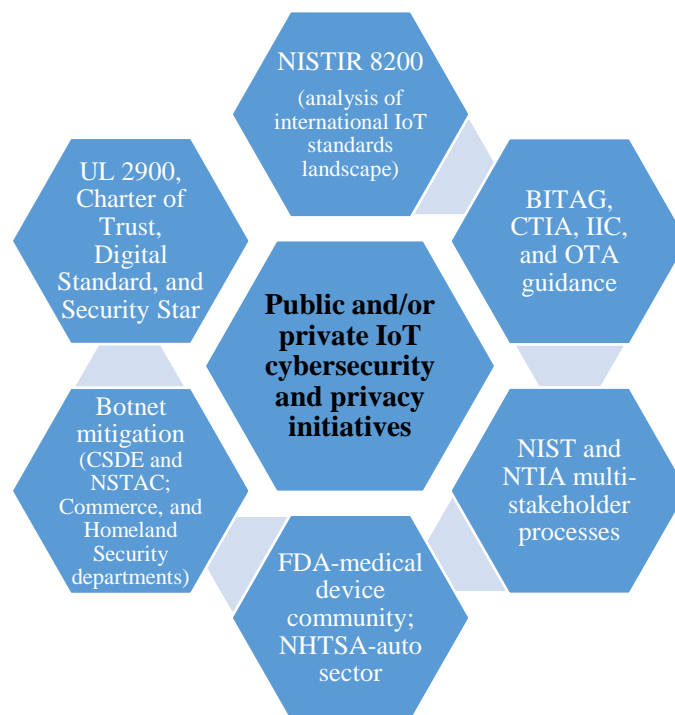 NISTIR 8200
(analysis of
international IoT
standards
landscape)
UL 2900,
Charter of
Trust,
Digital
Standard, and
Security Star
BITAG,
CTIA, IIC,
and OTA
guidance
Public and/or
private IoT
cybersecurity
and privacy
initiatives
Botnet
mitigation
(CSDE and
NSTAC;
Commerce, and
Homeland
Security
departments)
NIST and
NTIA multi-
stakeholder
processes
FDA-medical
device
community;
NHTSA-auto
sector